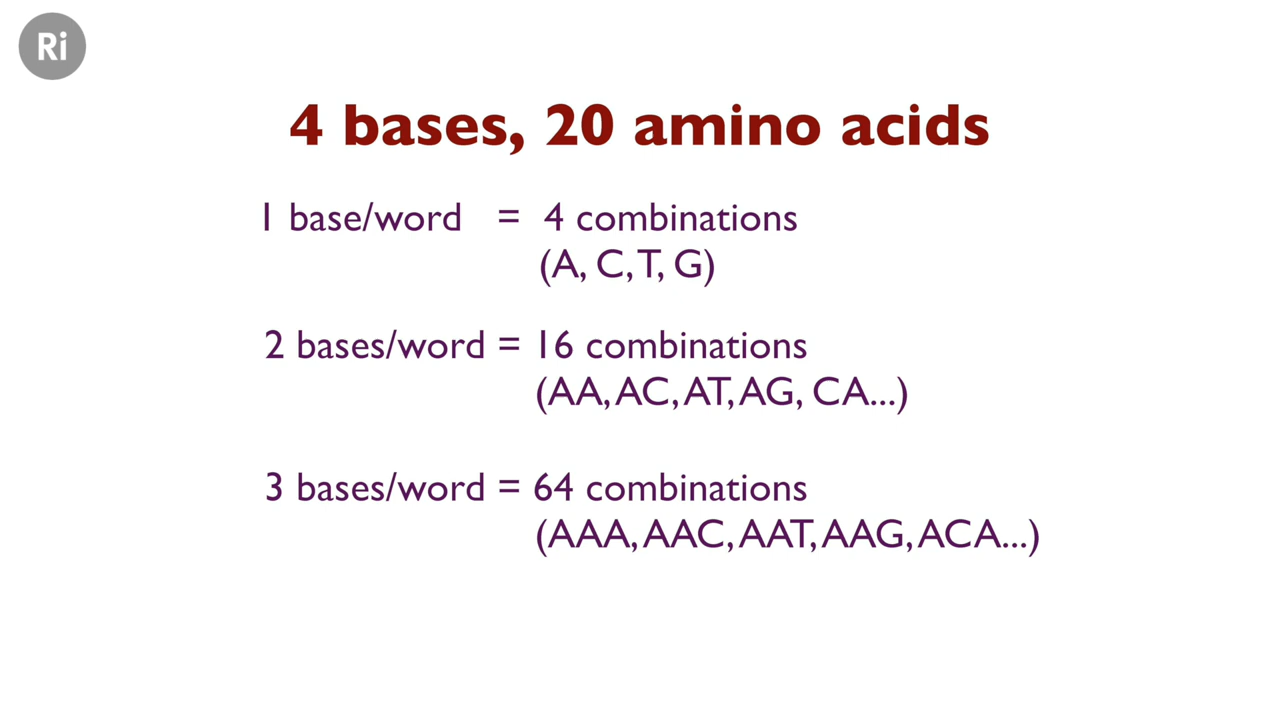 Ri
4 bases, 20 amino acids
1 base/word = 4 combinations
(A, C, T, G)
2 bases/word = 16 combinations
(AA, AC, AT, AG, CA...)
3 bases/word = 64 combinations
(AAA, AAC, AAT, AAG, ACA...)